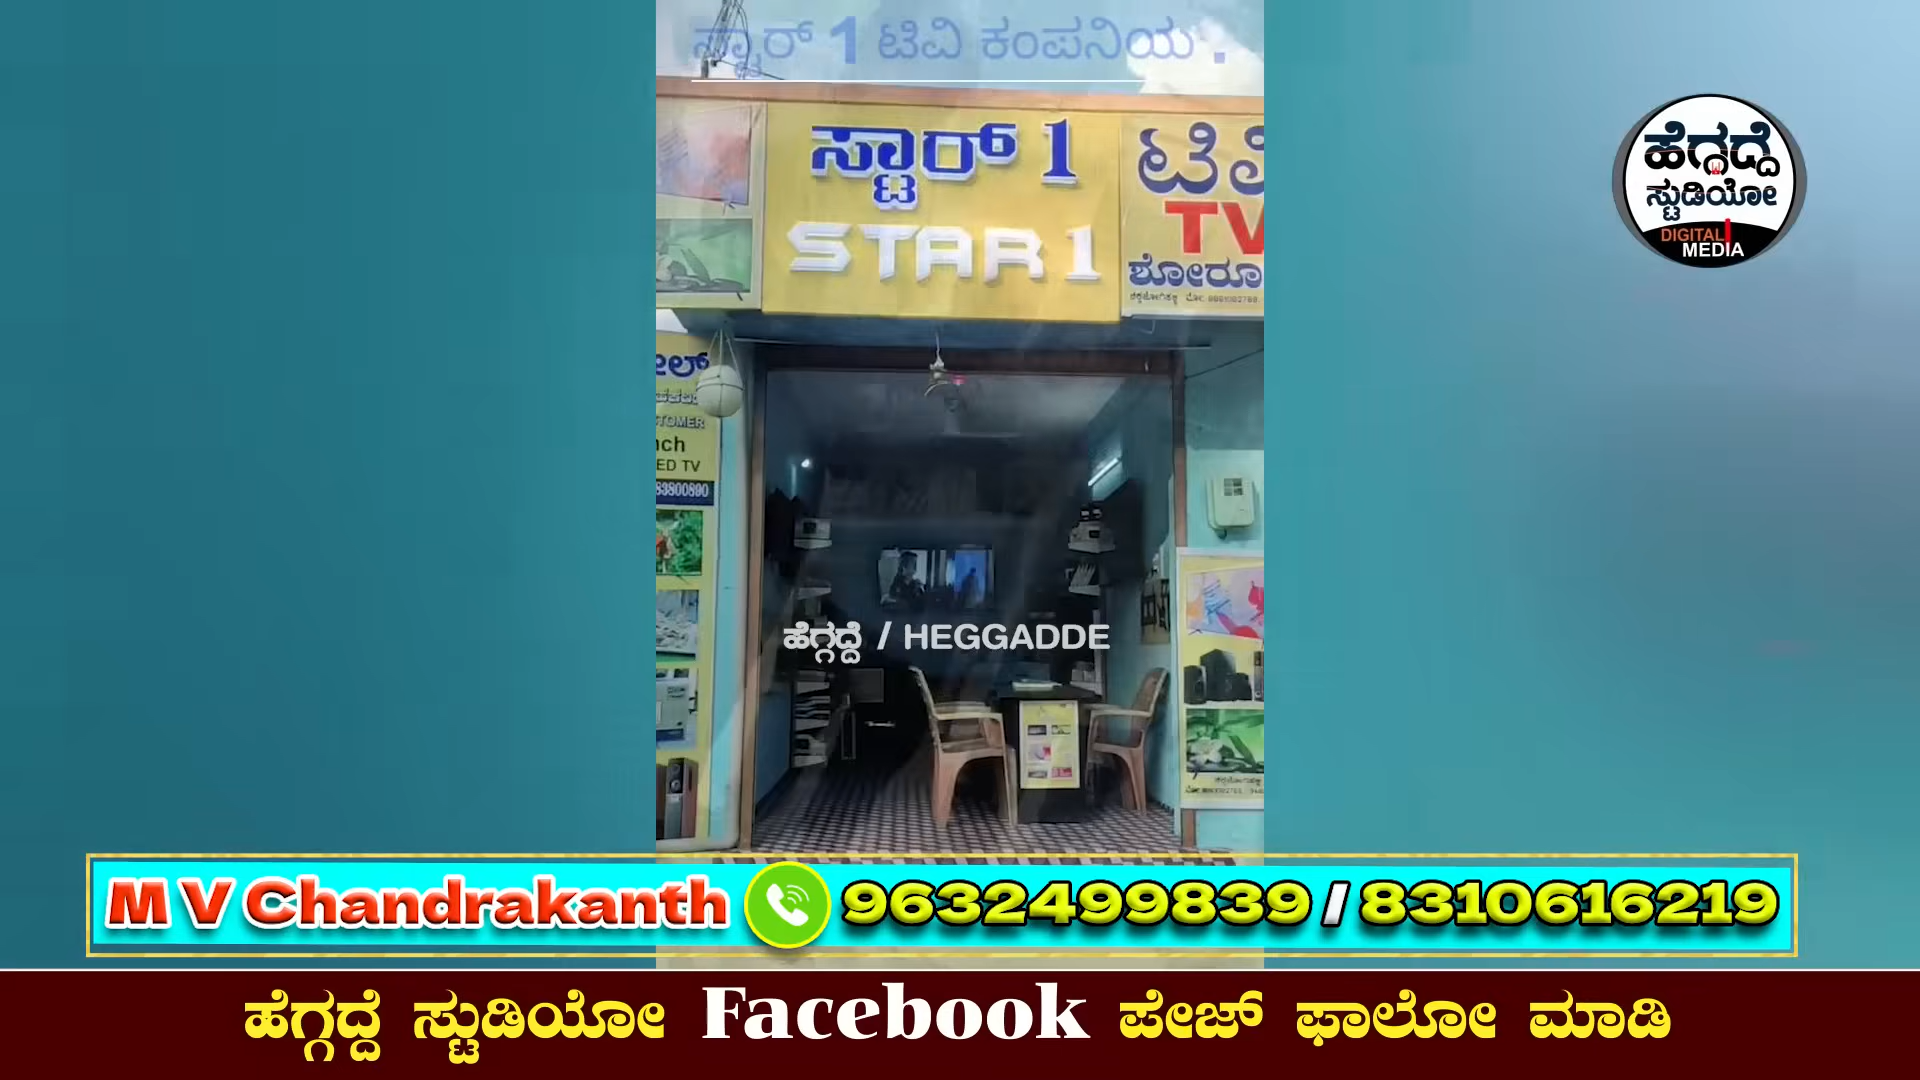 ಸ್ಟಾರ್ 1 ಟಿವಿ ಕಂಪನಿಯ .
ಸ್ಟಾರ್ 1
STAR 1
TV
ಹೆಗ್ಗದ್ದೆ
ಸ್ಟುಡಿಯೋ
DIGITAL
MEDIA
TOMER
ED TV
83800890
ಹೆಗ್ಗದ್ದೆ / HEGGADDE
M V Chandrakanth 9632499839 / 8310616219
ಹೆಗ್ಗದ್ದೆ ಸ್ಟುಡಿಯೋ Facebook ಪೇಜ್ ಫಾಲೋ ಮಾಡಿ